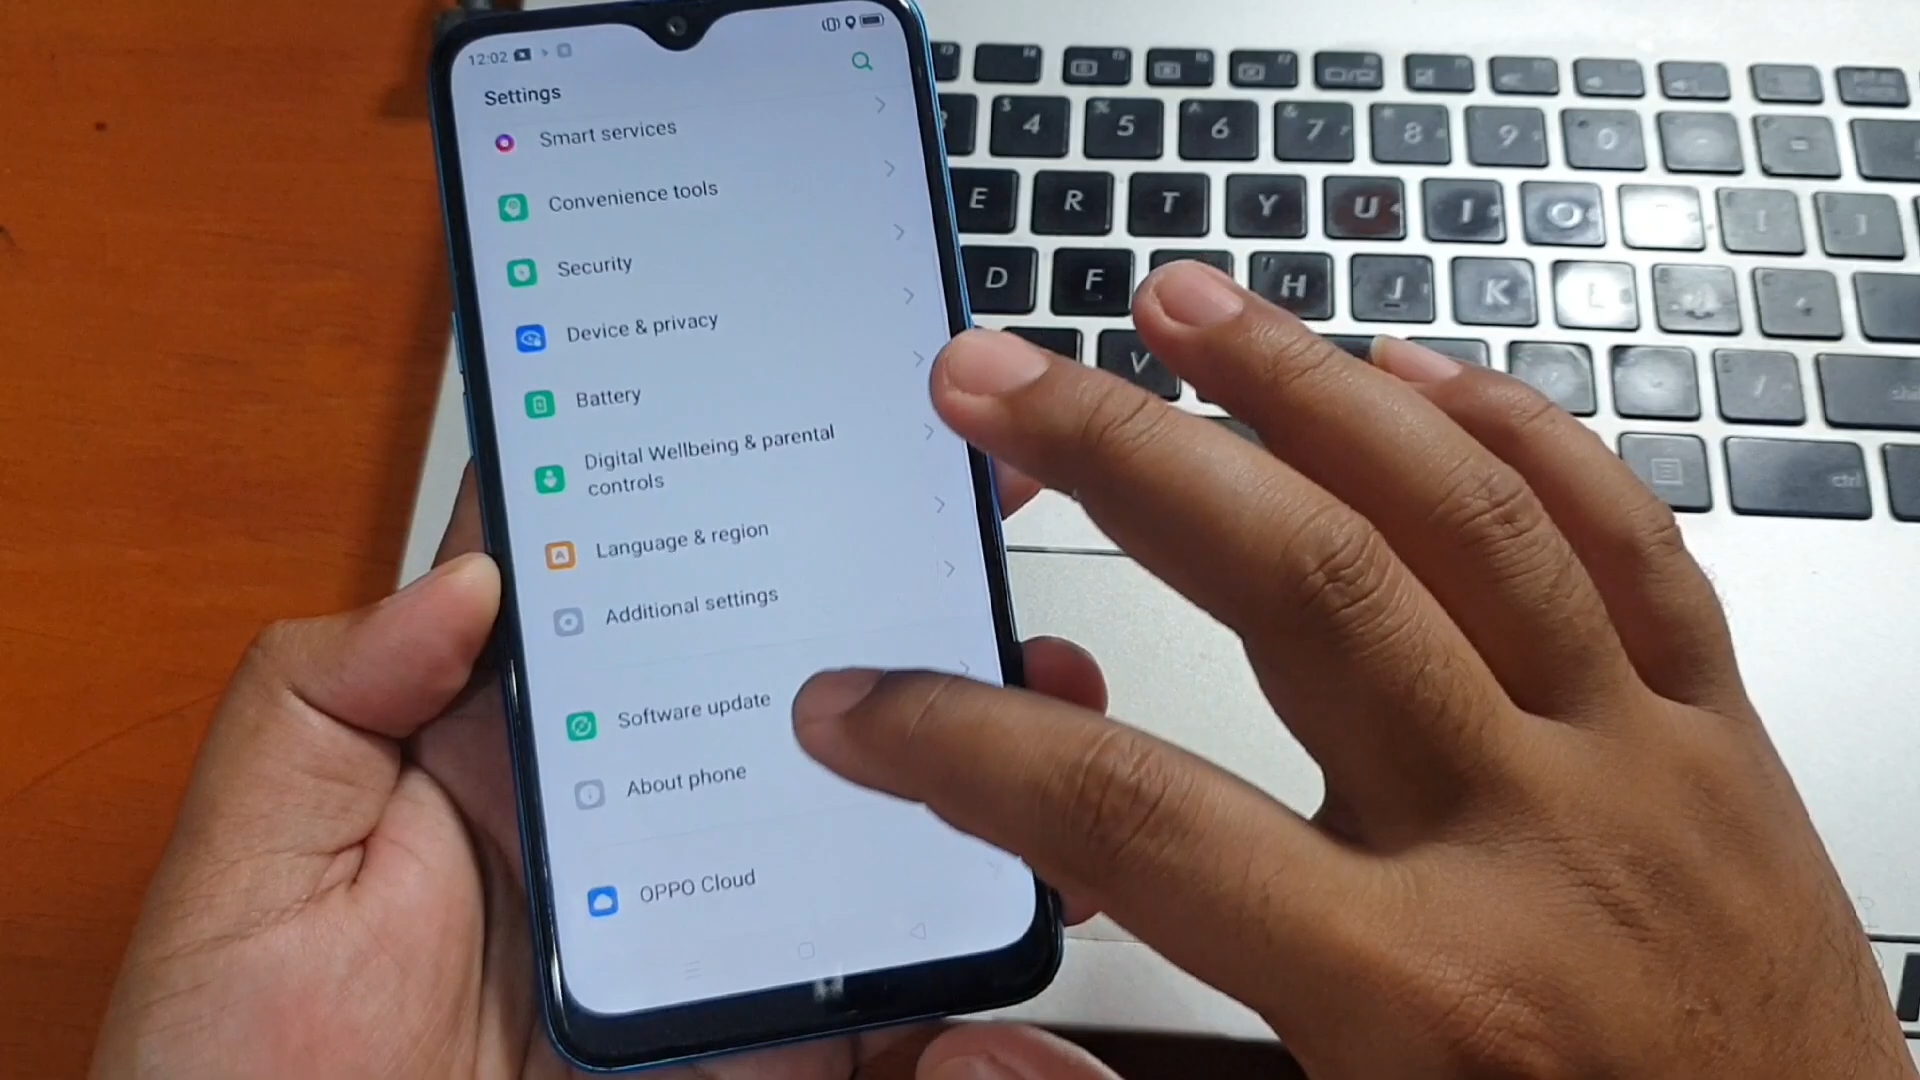 12:02
Settings
Smart services
Convenience tools
Security
Device & privacy
Battery
Digital Wellbeing & parental
controls
Language & region
Additional settings
Software update
About phone
OPPO Cloud
$ 4 % 5 6 & 7 8 9 0
E R T Y U I O
D F H J K L
V
ctrl